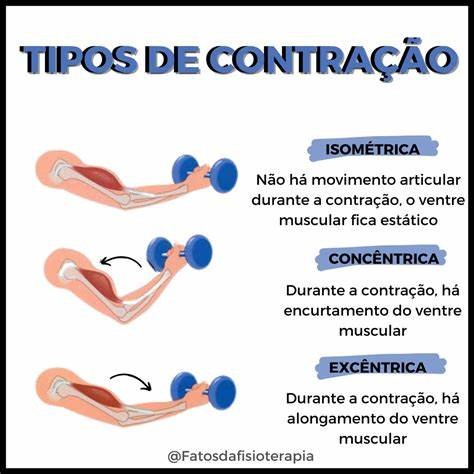 TIPOS DE CONTRAÇÃO
ISOMÉTRICA
Não há movimento articular
durante a contração, o ventre
muscular fica estático
CONCÊNTRICA
Durante a contração, há
encurtamento do ventre
muscular
EXCÊNTRICA
Durante a contração, há
alongamento do ventre
muscular
@Fatosdafisioterapia